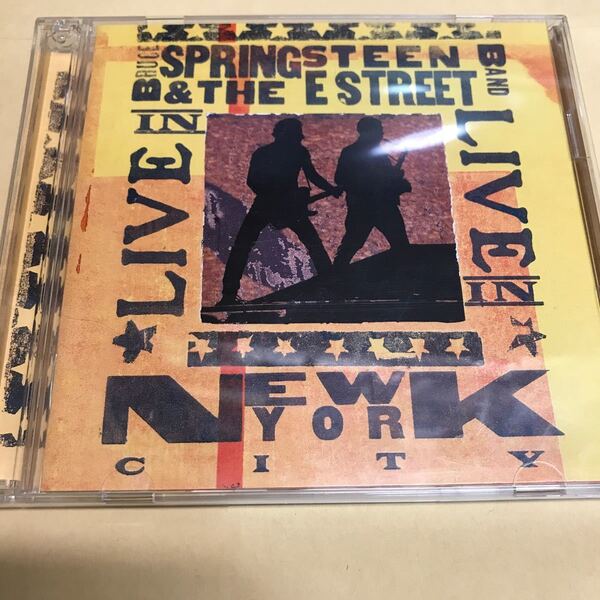 BRUCE SPRINGSTEEN
& THE E STREET BAND
LIVE IN
LIVE IN
NEW YORK
CITY